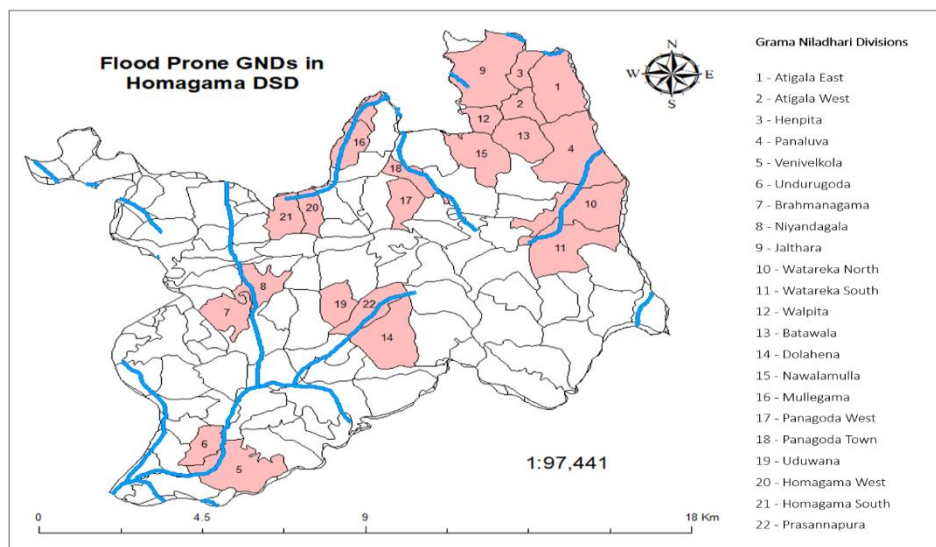 Flood Prone GNDs in
Homagama DSD
N
W
E
S
Grama Niladhari Divisions
1 - Atigala East
2 - Atigala West
3 - Henpita
4 - Panaluva
5 - Venivelkola
6 - Undurugoda
7 - Brahmanagama
8 - Niyandagala
9 - Jalthara
10 - Watareka North
11 - Watareka South
12 - Walpita
13 - Batawala
14 - Dolahena
15 - Nawalamulla
16 - Mullegama
17 - Panagoda West
18 - Panagoda Town
19 - Uduwana
20 - Homagama West
21 - Homagama South
22 - Prasannapura
9
3
1
2
12
13
4
15
16
18
17
10
21
20
11
8
7
19
22
14
6
5
1:97,441
0
4.5
9
18 Km